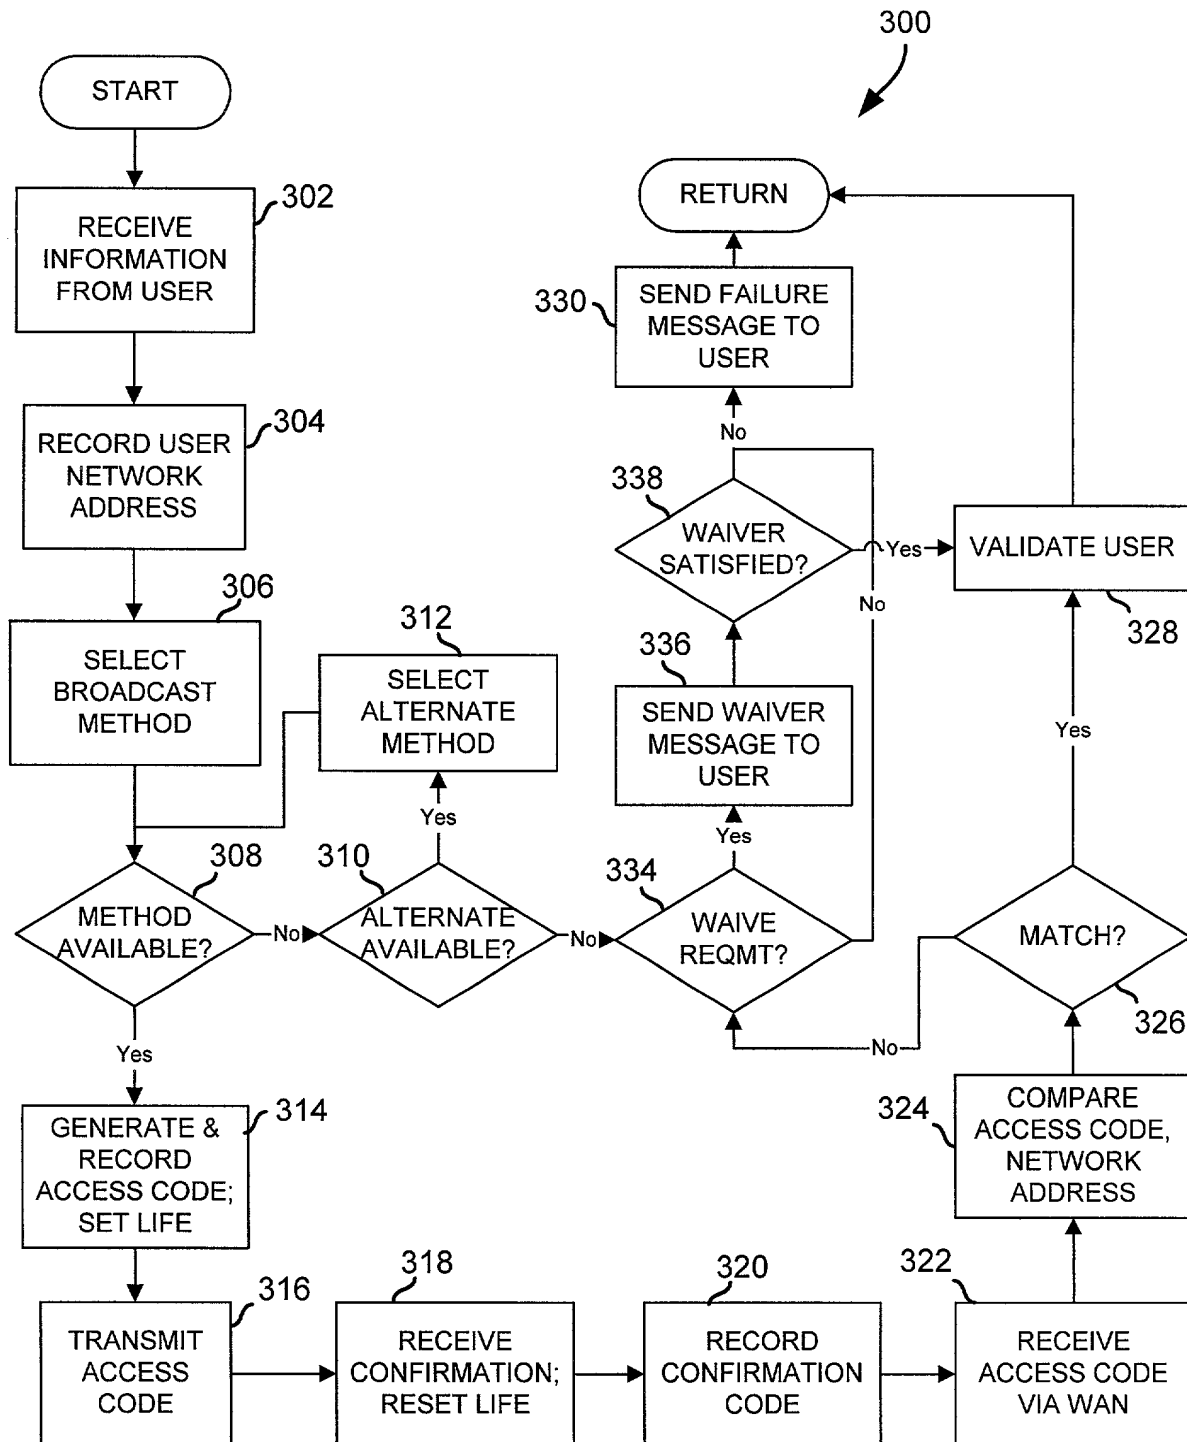 300
START
302
RECEIVE
INFORMATION
FROM USER
304
RECORD USER
NETWORK
ADDRESS
306
SELECT
BROADCAST
METHOD
312
SELECT
ALTERNATE
METHOD
Yes
308
METHOD
AVAILABLE?
No
310
ALTERNATE
AVAILABLE?
No
334
WAIVE
REQMT?
Yes
No
336
SEND WAIVER
MESSAGE TO
USER
338
WAIVER
SATISFIED?
Yes
No
330
SEND FAILURE
MESSAGE TO
USER
RETURN
VALIDATE USER
328
Yes
MATCH?
326
No
324
COMPARE
ACCESS CODE,
NETWORK
ADDRESS
Yes
314
GENERATE &
RECORD
ACCESS CODE;
SET LIFE
316
TRANSMIT
ACCESS
CODE
318
RECEIVE
CONFIRMATION;
RESET LIFE
320
RECORD
CONFIRMATION
CODE
322
RECEIVE
ACCESS CODE
VIA WAN